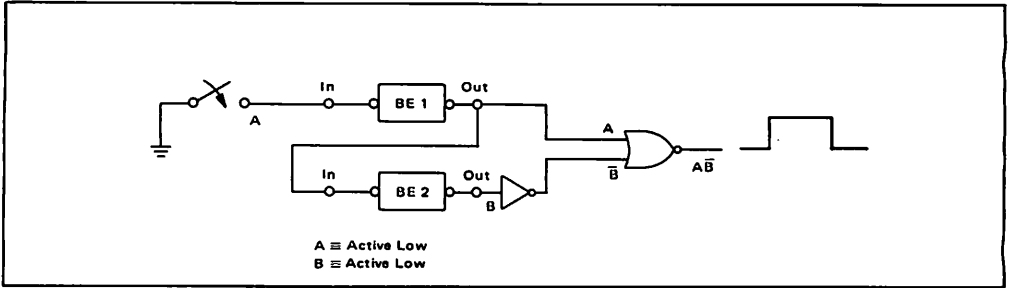 In
Out
A
BE 1
A
B̅
AB̅
In
Out
BE 2
B
A ≡ Active Low
B ≡ Active Low